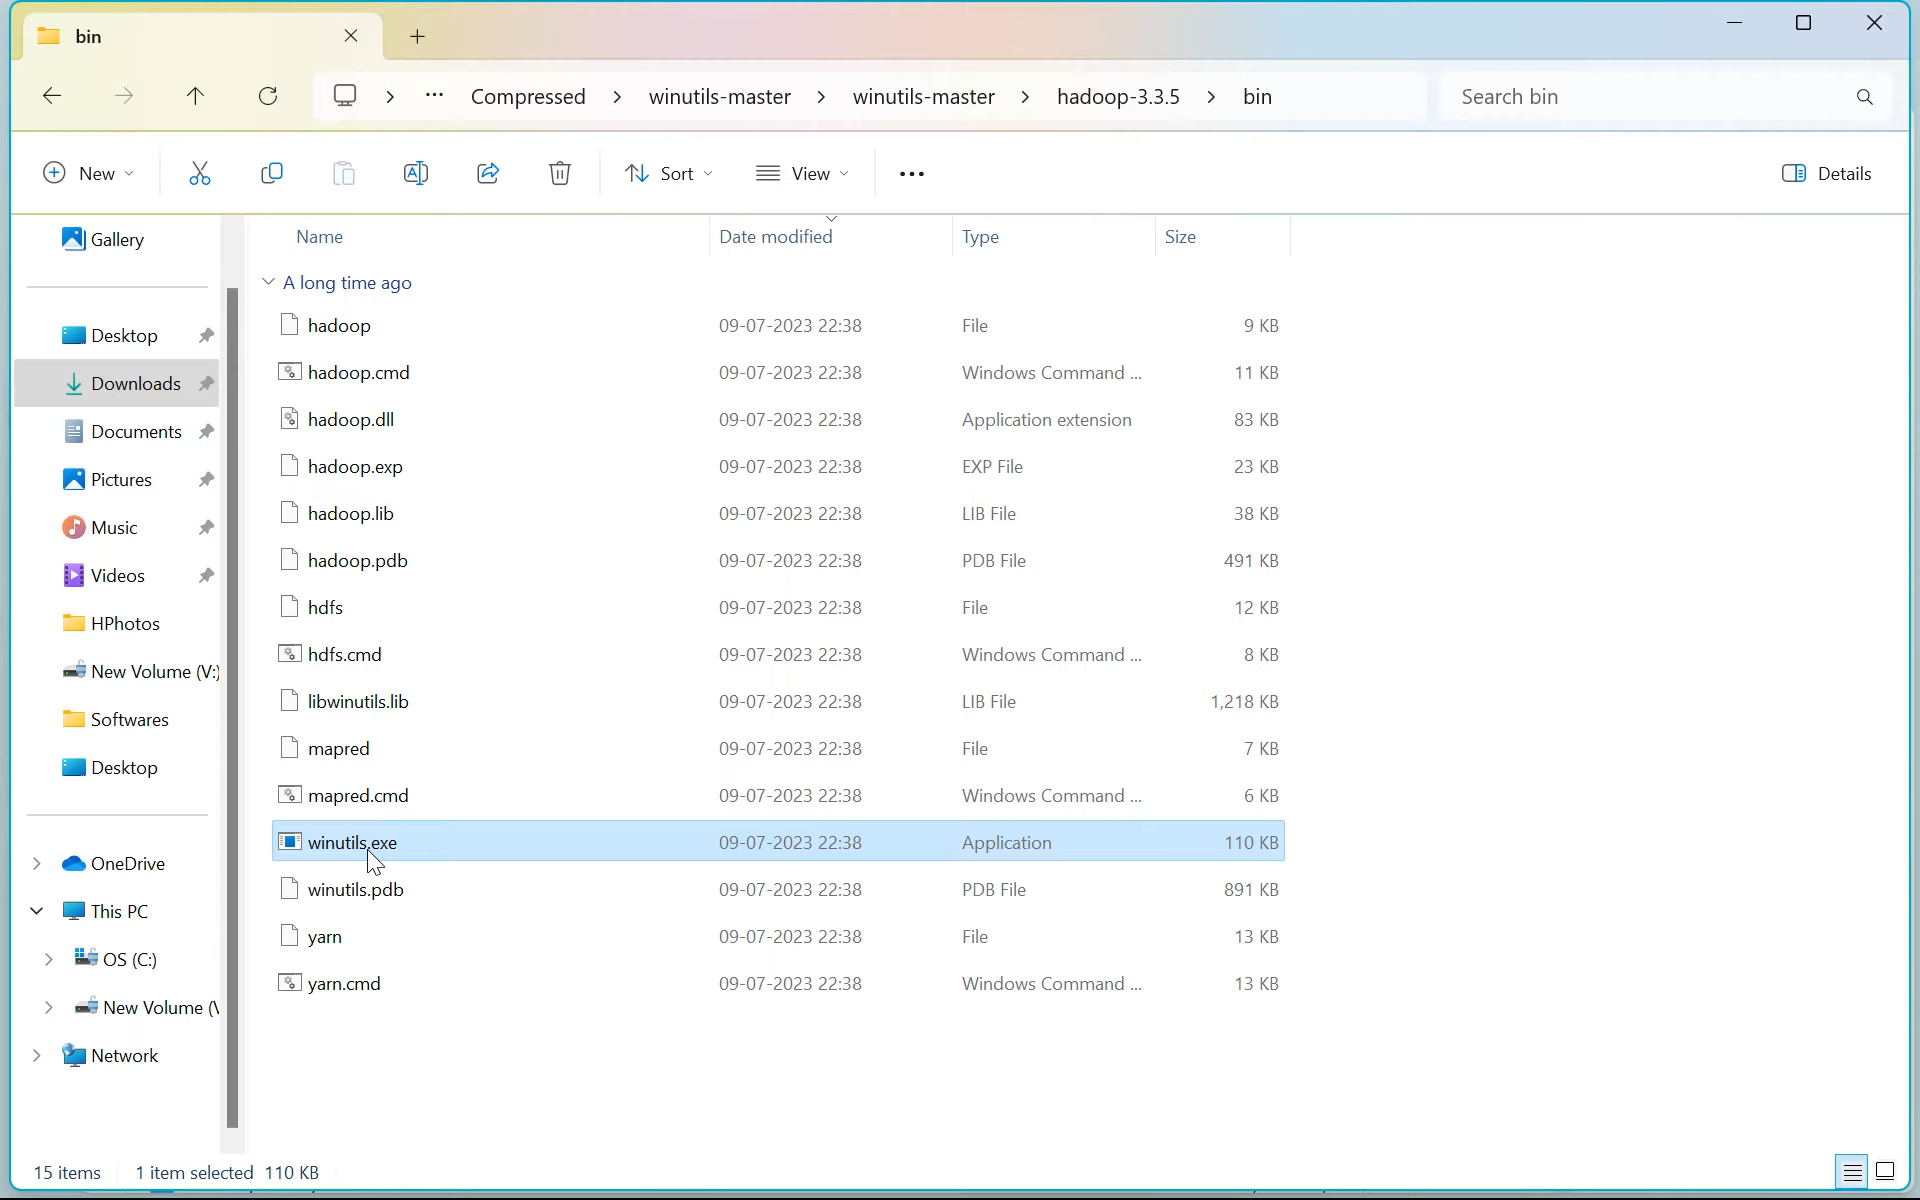 bin
Compressed > winutils-master > winutils-master > hadoop-3.3.5 > bin
Search bin
New
Sort
View
Details
Name Date modified Type Size
A long time ago
hadoop 09-07-2023 22:38 File 9 KB
hadoop.cmd 09-07-2023 22:38 Windows Command ... 11 KB
hadoop.dll 09-07-2023 22:38 Application extension 83 KB
hadoop.exp 09-07-2023 22:38 EXP File 23 KB
hadoop.lib 09-07-2023 22:38 LIB File 38 KB
hadoop.pdb 09-07-2023 22:38 PDB File 491 KB
hdfs 09-07-2023 22:38 File 12 KB
hdfs.cmd 09-07-2023 22:38 Windows Command ... 8 KB
libwinutils.lib 09-07-2023 22:38 LIB File 1,218 KB
mapred 09-07-2023 22:38 File 7 KB
mapred.cmd 09-07-2023 22:38 Windows Command ... 6 KB
winutils.exe 09-07-2023 22:38 Application 110 KB
winutils.pdb 09-07-2023 22:38 PDB File 891 KB
yarn 09-07-2023 22:38 File 13 KB
yarn.cmd 09-07-2023 22:38 Windows Command ... 13 KB
Gallery
Desktop
Downloads
Documents
Pictures
Music
Videos
HPhotos
New Volume (V:)
Softwares
Desktop
OneDrive
This PC
OS (C:)
New Volume (V
Network
15 items 1 item selected 110 KB